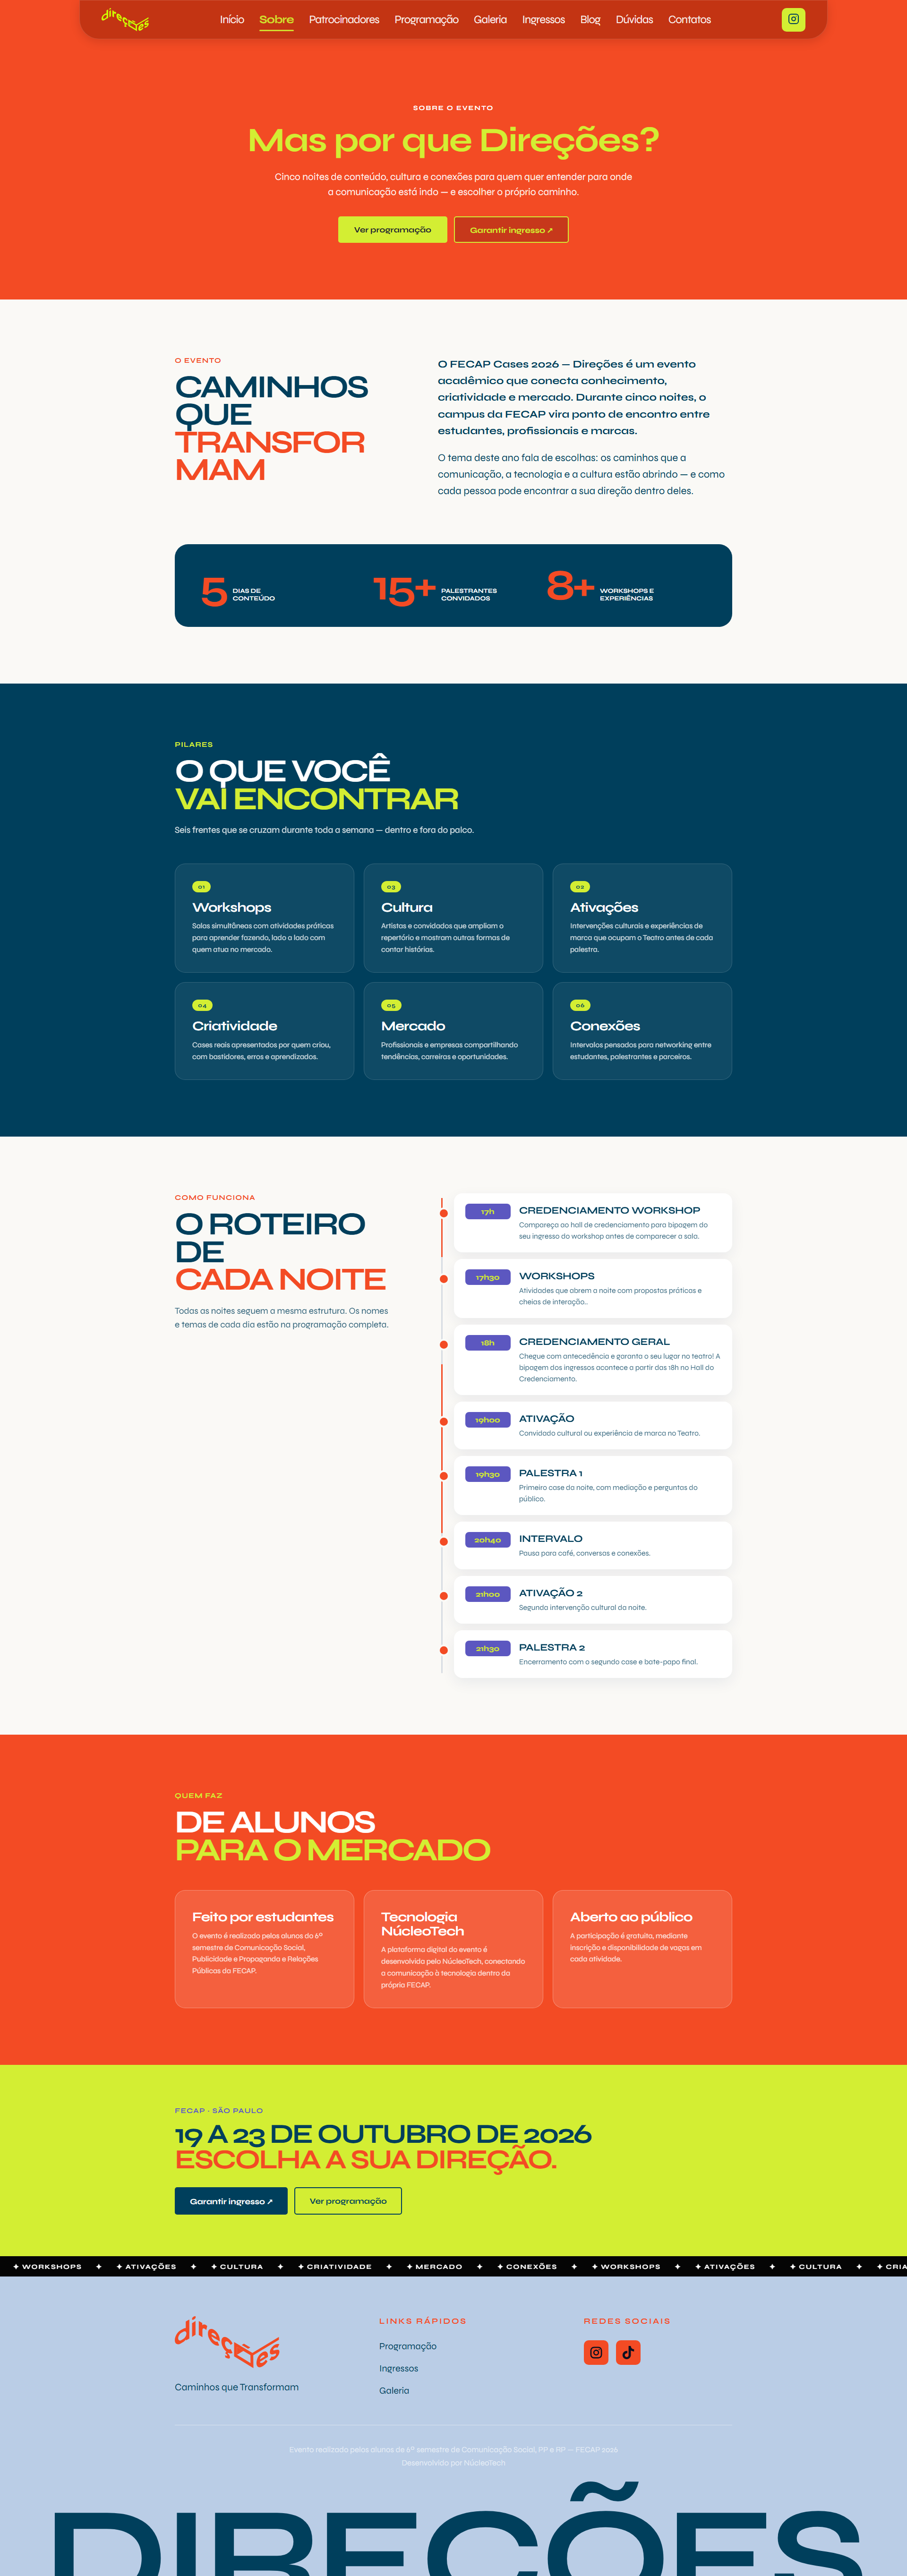 direções
Início Sobre Patrocinadores Programação Galeria Ingressos Blog Dúvidas Contatos
SOBRE O EVENTO
Mas por que Direções?
Cinco noites de conteúdo, cultura e conexões para quem quer entender para onde
a comunicação está indo — e escolher o próprio caminho.
Ver programação
Garantir ingresso ↗
O EVENTO
CAMINHOS
QUE
TRANSFOR
MAM
O FECAP Cases 2026 — Direções é um evento
acadêmico que conecta conhecimento,
criatividade e mercado. Durante cinco noites, o
campus da FECAP vira ponto de encontro entre
estudantes, profissionais e marcas.
O tema deste ano fala de escolhas: os caminhos que a
comunicação, a tecnologia e a cultura estão abrindo — e como
cada pessoa pode encontrar a sua direção dentro deles.
5 DIAS DE
CONTEÚDO
15+ PALESTRANTES
CONVIDADOS
8+ WORKSHOPS E
EXPERIÊNCIAS
PILARES
O QUE VOCÊ
VAI ENCONTRAR
Seis frentes que se cruzam durante toda a semana — dentro e fora do palco.
01
Workshops
Salas simultâneas com atividades práticas
para aprender fazendo, lado a lado com
quem atua no mercado.
03
Cultura
Artistas e convidados que ampliam o
repertório e mostram outras formas de
contar histórias.
02
Ativações
Intervenções culturais e experiências de
marca que ocupam o Teatro antes de cada
palestra.
04
Criatividade
Cases reais apresentados por quem criou,
com bastidores, erros e aprendizados.
05
Mercado
Profissionais e empresas compartilhando
tendências, carreiras e oportunidades.
06
Conexões
Intervalos pensados para networking entre
estudantes, palestrantes e parceiros.
COMO FUNCIONA
O ROTEIRO
DE
CADA NOITE
Todas as noites seguem a mesma estrutura. Os nomes
e temas de cada dia estão na programação completa.
17h
CREDENCIAMENTO WORKSHOP
Compareça ao hall de credenciamento para bipagem do
seu ingresso do workshop antes de comparecer a sala.
17h30
WORKSHOPS
Atividades que abrem a noite com propostas práticas e
cheias de interação..
18h
CREDENCIAMENTO GERAL
Chegue com antecedência e garanta o seu lugar no teatro! A
bipagem dos ingressos acontece a partir das 18h no Hall do
Credenciamento.
19h00
ATIVAÇÃO
Convidado cultural ou experiência de marca no Teatro.
19h30
PALESTRA 1
Primeiro case da noite, com mediação e perguntas do
público.
20h40
INTERVALO
Pausa para café, conversas e conexões.
21h00
ATIVAÇÃO 2
Segunda intervenção cultural da noite.
21h30
PALESTRA 2
Encerramento com o segundo case e bate-papo final.
QUEM FAZ
DE ALUNOS
PARA O MERCADO
Feito por estudantes
O evento é realizado pelos alunos do 6º
semestre de Comunicação Social,
Publicidade e Propaganda e Relações
Públicas da FECAP.
Tecnologia
NúcleoTech
A plataforma digital do evento é
desenvolvida pelo NúcleoTech, conectando
a comunicação à tecnologia dentro da
própria FECAP.
Aberto ao público
A participação é gratuita, mediante
inscrição e disponibilidade de vagas em
cada atividade.
FECAP · SÃO PAULO
19 A 23 DE OUTUBRO DE 2026
ESCOLHA A SUA DIREÇÃO.
Garantir ingresso ↗
Ver programação
✦ WORKSHOPS ✦ ✦ ATIVAÇÕES ✦ ✦ CULTURA ✦ ✦ CRIATIVIDADE ✦ ✦ MERCADO ✦ ✦ CONEXÕES ✦ ✦ WORKSHOPS ✦ ✦ ATIVAÇÕES ✦ ✦ CULTURA ✦ ✦ CRIA
direções
Caminhos que Transformam
LINKS RÁPIDOS
Programação
Ingressos
Galeria
REDES SOCIAIS
Evento realizado pelos alunos de 6º semestre de Comunicação Social, PP e RP — FECAP 2026
Desenvolvido por NúcleoTech
DIREÇÕES